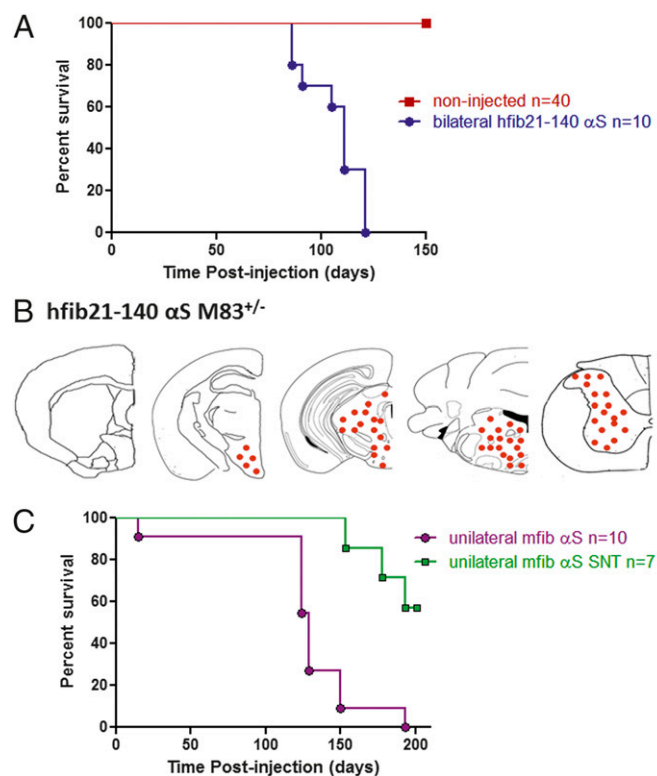 A
100
80
60
40
20
0
Percent survival
0 50 100 150
Time Post-injection (days)
non-injected n=40
bilateral hfib21-140 αS n=10
B hfib21-140 αS M83+/-
C
100
80
60
40
20
0
Percent survival
0 50 100 150 200
Time Post-injection (days)
unilateral mfib αS n=10
unilateral mfib αS SNT n=7